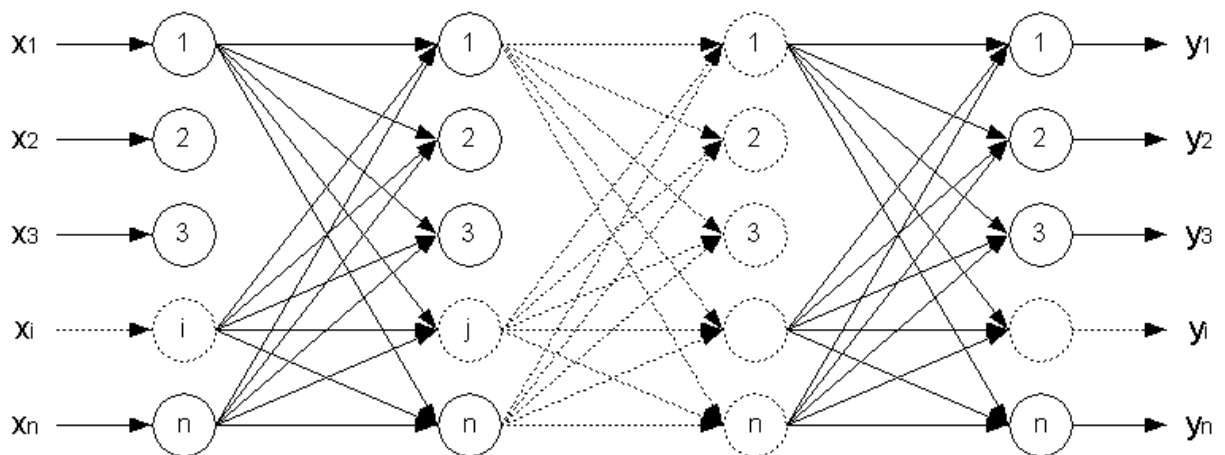 x1 1 1 1 1 y1
x2 2 2 2 2 y2
x3 3 3 3 3 y3
xi i j yi
xn n n n n yn